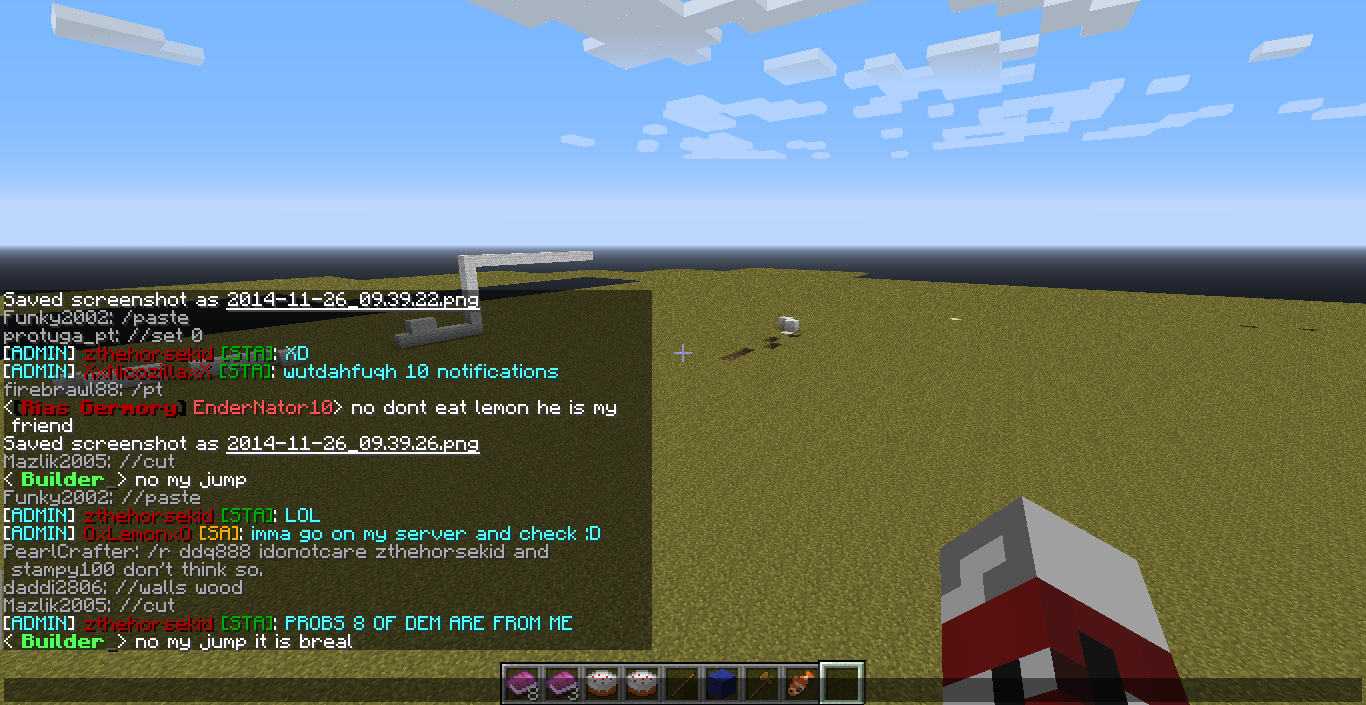 Saved screenshot as 2014-11-26_09.39.22.png
Funky2002: /paste
protuga_pt: //set 0
[ADMIN] zthehorsekid [STA]: XD
[ADMIN] XxNicozillaxX [STA]: wutdahfuqh 10 notifications
firebrawl88: /pt
<[Rias Germory] EnderNator10> no dont eat lemon he is my
friend
Saved screenshot as 2014-11-26_09.39.26.png
Mazlik2005: //cut
< Builder _> no my jump
Funky2002: //paste
[ADMIN] zthehorsekid [STA]: LOL
[ADMIN] OxLemonxO [SA]: imma go on my server and check :D
PearlCrafter: /r ddq888 idonotcare zthehorsekid and
stampy100 don't think so.
daddi2806: //walls wood
Mazlik2005: //cut
[ADMIN] zthehorsekid [STA]: PROBS 8 OF DEM ARE FROM ME
< Builder _> no my jump it is breal
8 3